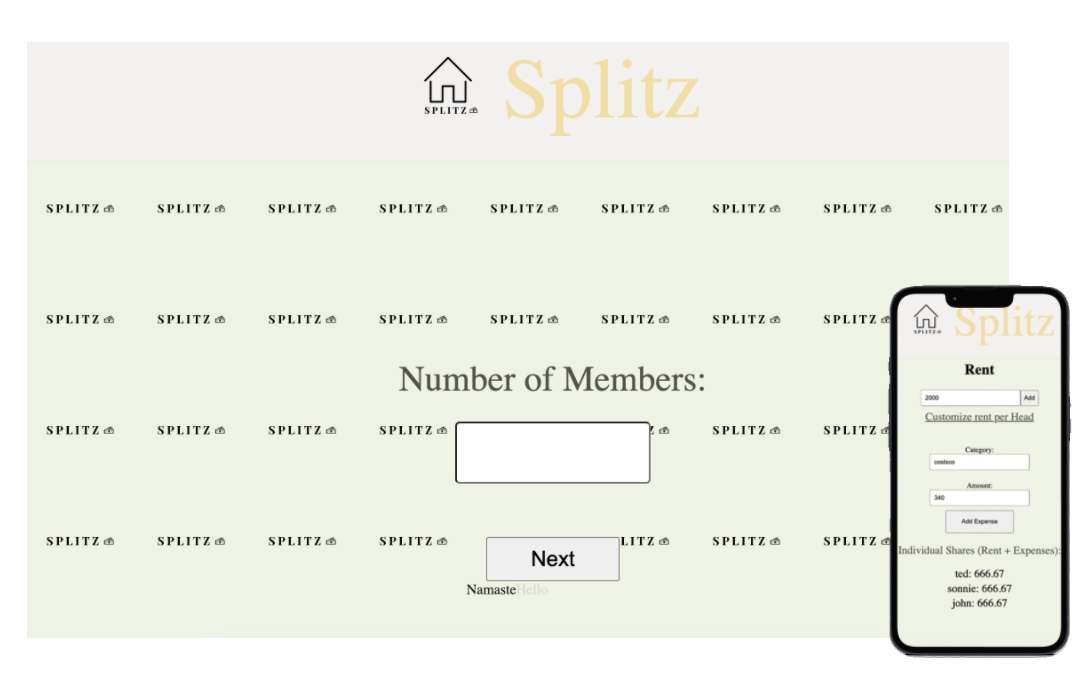 SPLITZ
Splitz
SPLITZ SPLITZ SPLITZ SPLITZ SPLITZ SPLITZ SPLITZ SPLITZ SPLITZ
SPLITZ SPLITZ SPLITZ SPLITZ SPLITZ SPLITZ SPLITZ SPLITZ
Number of Members:
SPLITZ SPLITZ SPLITZ SPLITZ Z SPLITZ SPLITZ
SPLITZ SPLITZ SPLITZ SPLITZ LITZ SPLITZ SPLITZ
Next
NamasteHello
SPLITZ
Splitz
Rent
2000 Add
Customize rent per Head
Category:
Amount:
340
Add Expense
Individual Shares (Rent + Expenses):
ted: 666.67
sonnie: 666.67
john: 666.67